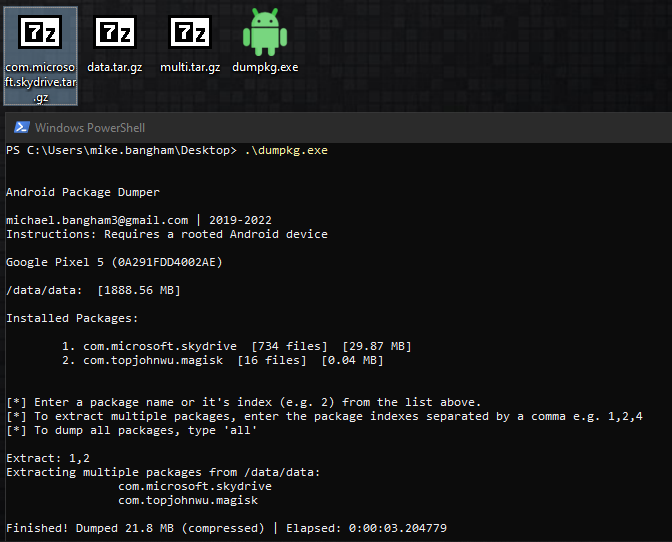 com.microso
ft.skydrive.tar
.gz
data.tar.gz
multi.tar.gz
dumpkg.exe
Windows PowerShell
PS C:\Users\mike.bangham\Desktop> .\dumpkg.exe
Android Package Dumper
michael.bangham3@gmail.com | 2019-2022
Instructions: Requires a rooted Android device
Google Pixel 5 (0A291FDD4002AE)
/data/data:  [1888.56 MB]
Installed Packages:
1. com.microsoft.skydrive  [734 files]  [29.87 MB]
2. com.topjohnwu.magisk  [16 files]  [0.04 MB]
[*] Enter a package name or it's index (e.g. 2) from the list above.
[*] To extract multiple packages, enter the package indexes separated by a comma e.g. 1,2,4
[*] To dump all packages, type 'all'
Extract: 1,2
Extracting multiple packages from /data/data:
com.microsoft.skydrive
com.topjohnwu.magisk
Finished! Dumped 21.8 MB (compressed) | Elapsed: 0:00:03.204779